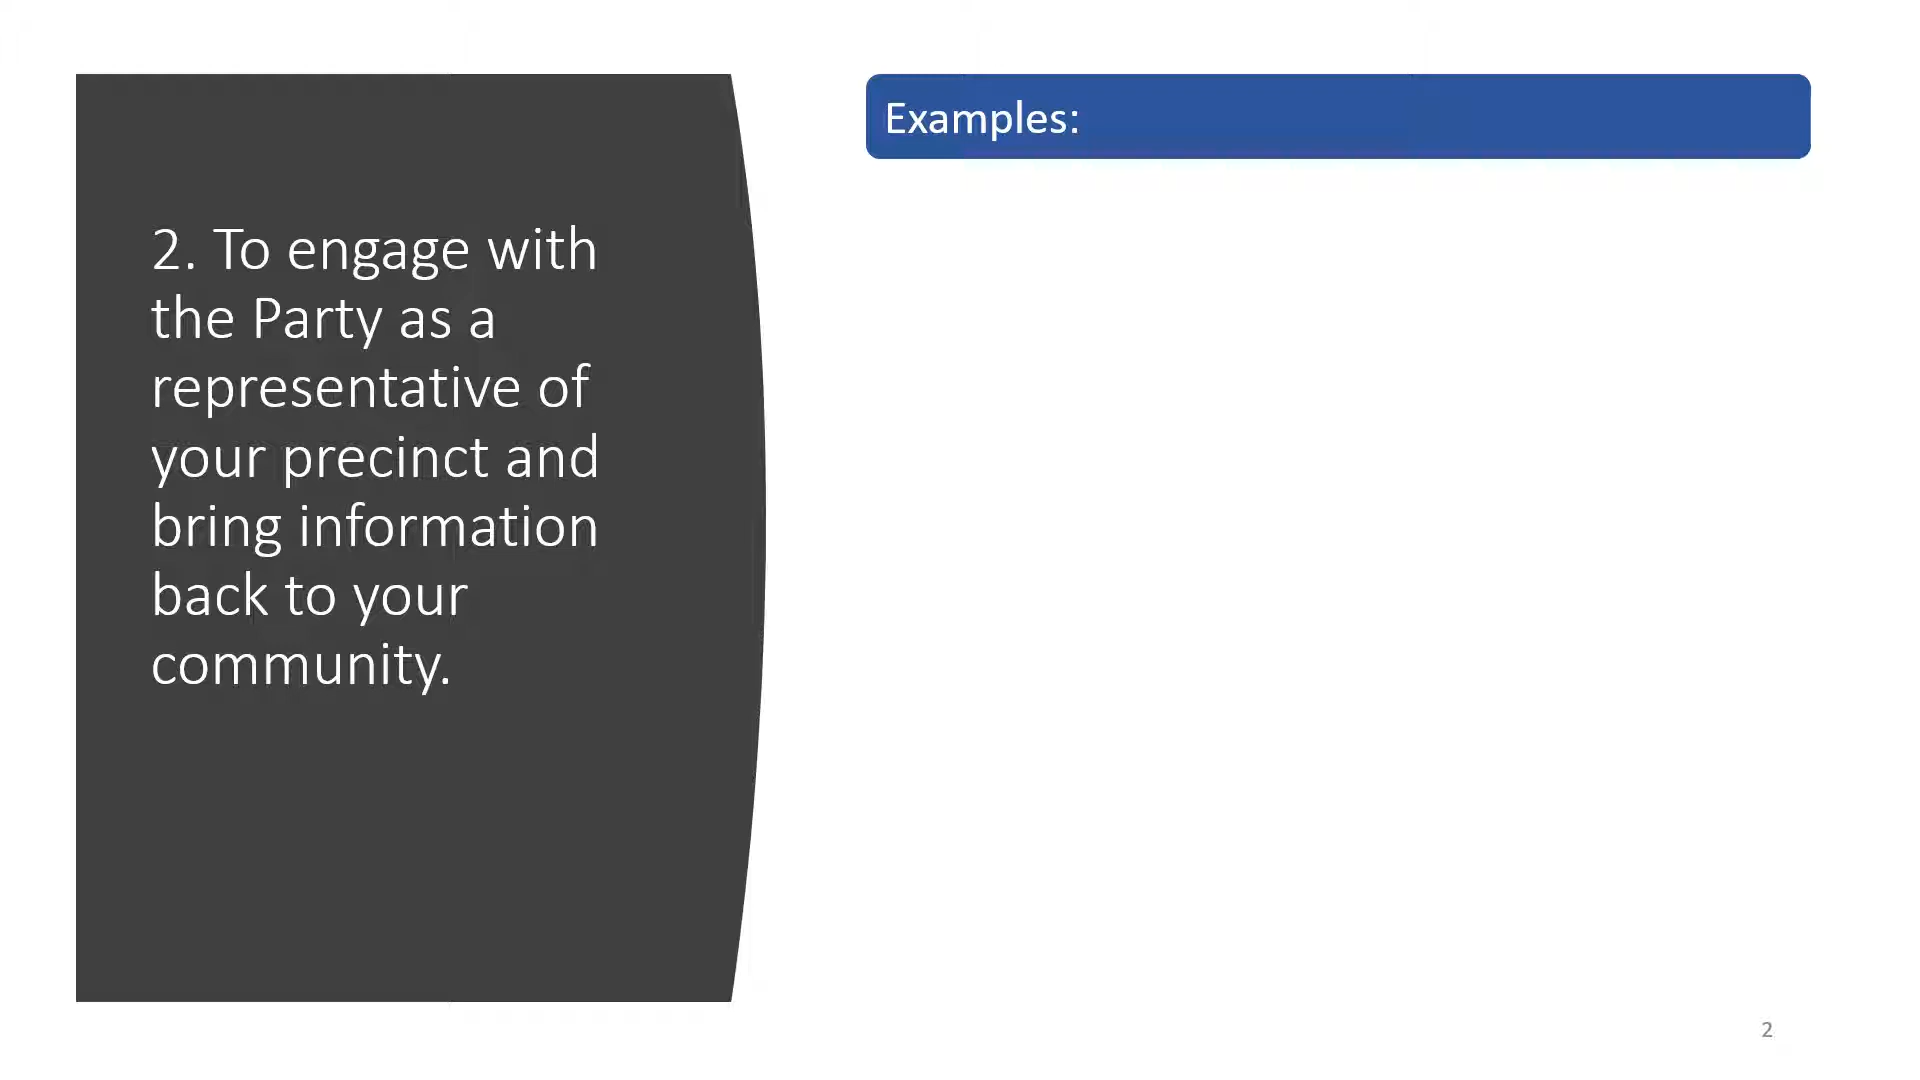 2. To engage with
the Party as a
representative of
your precinct and
bring information
back to your
community.
Examples:
2